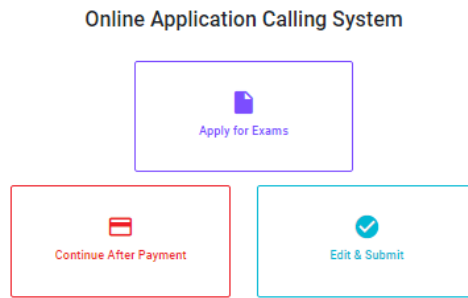 Online Application Calling System
Apply for Exams
Continue After Payment
Edit & Submit